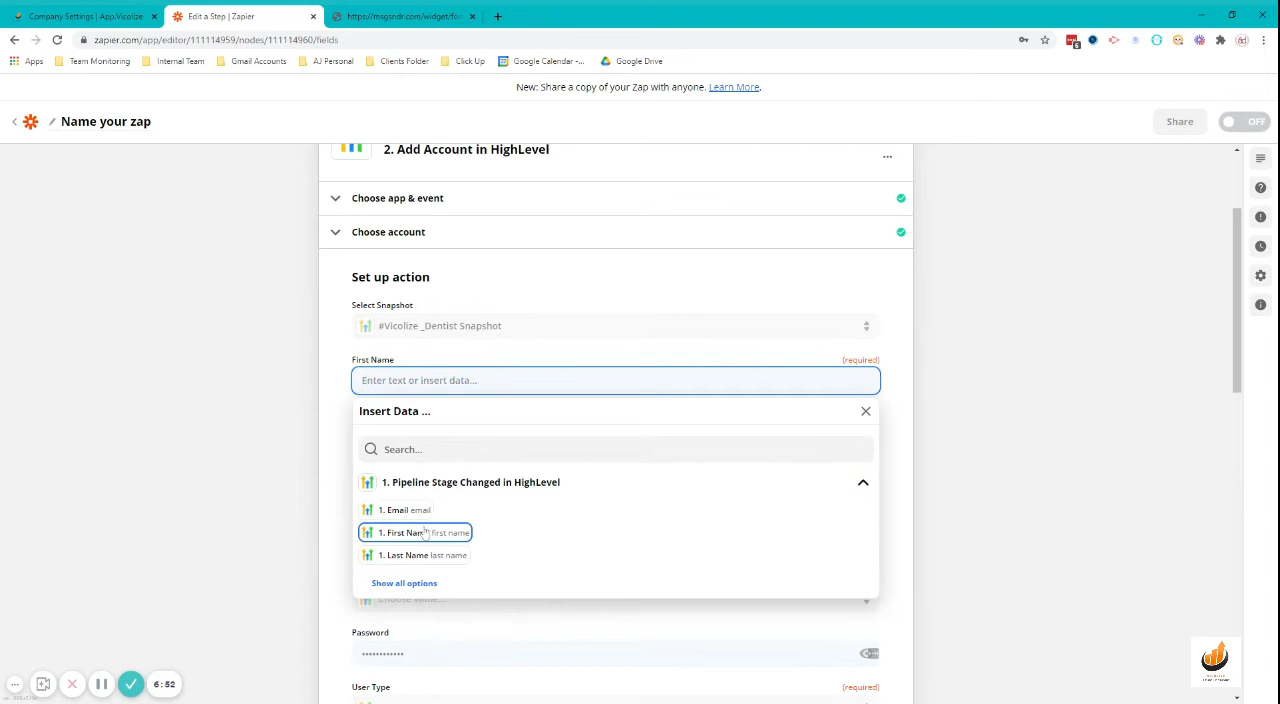 Company Settings | App.Vicolize
Edit a Step | Zapier
https://msgsndr.com/widget/fo
zapier.com/app/editor/111114959/nodes/111114960/fields
6
Apps
Team Monitoring
Internal Team
Gmail Accounts
AJ Personal
Clients Folder
Click Up
Google Calendar -...
Google Drive
New: Share a copy of your Zap with anyone. Learn More.
Name your zap
Share
OFF
2. Add Account in HighLevel
Choose app & event
Choose account
Set up action
Select Snapshot
#Vicolize _Dentist Snapshot
First Name
(required)
Enter text or insert data...
Insert Data ...
Search...
1. Pipeline Stage Changed in HighLevel
1. Email email
1. First Name first name
1. Last Name last name
Show all options
Choose value...
Password
............
User Type
(required)
6:52